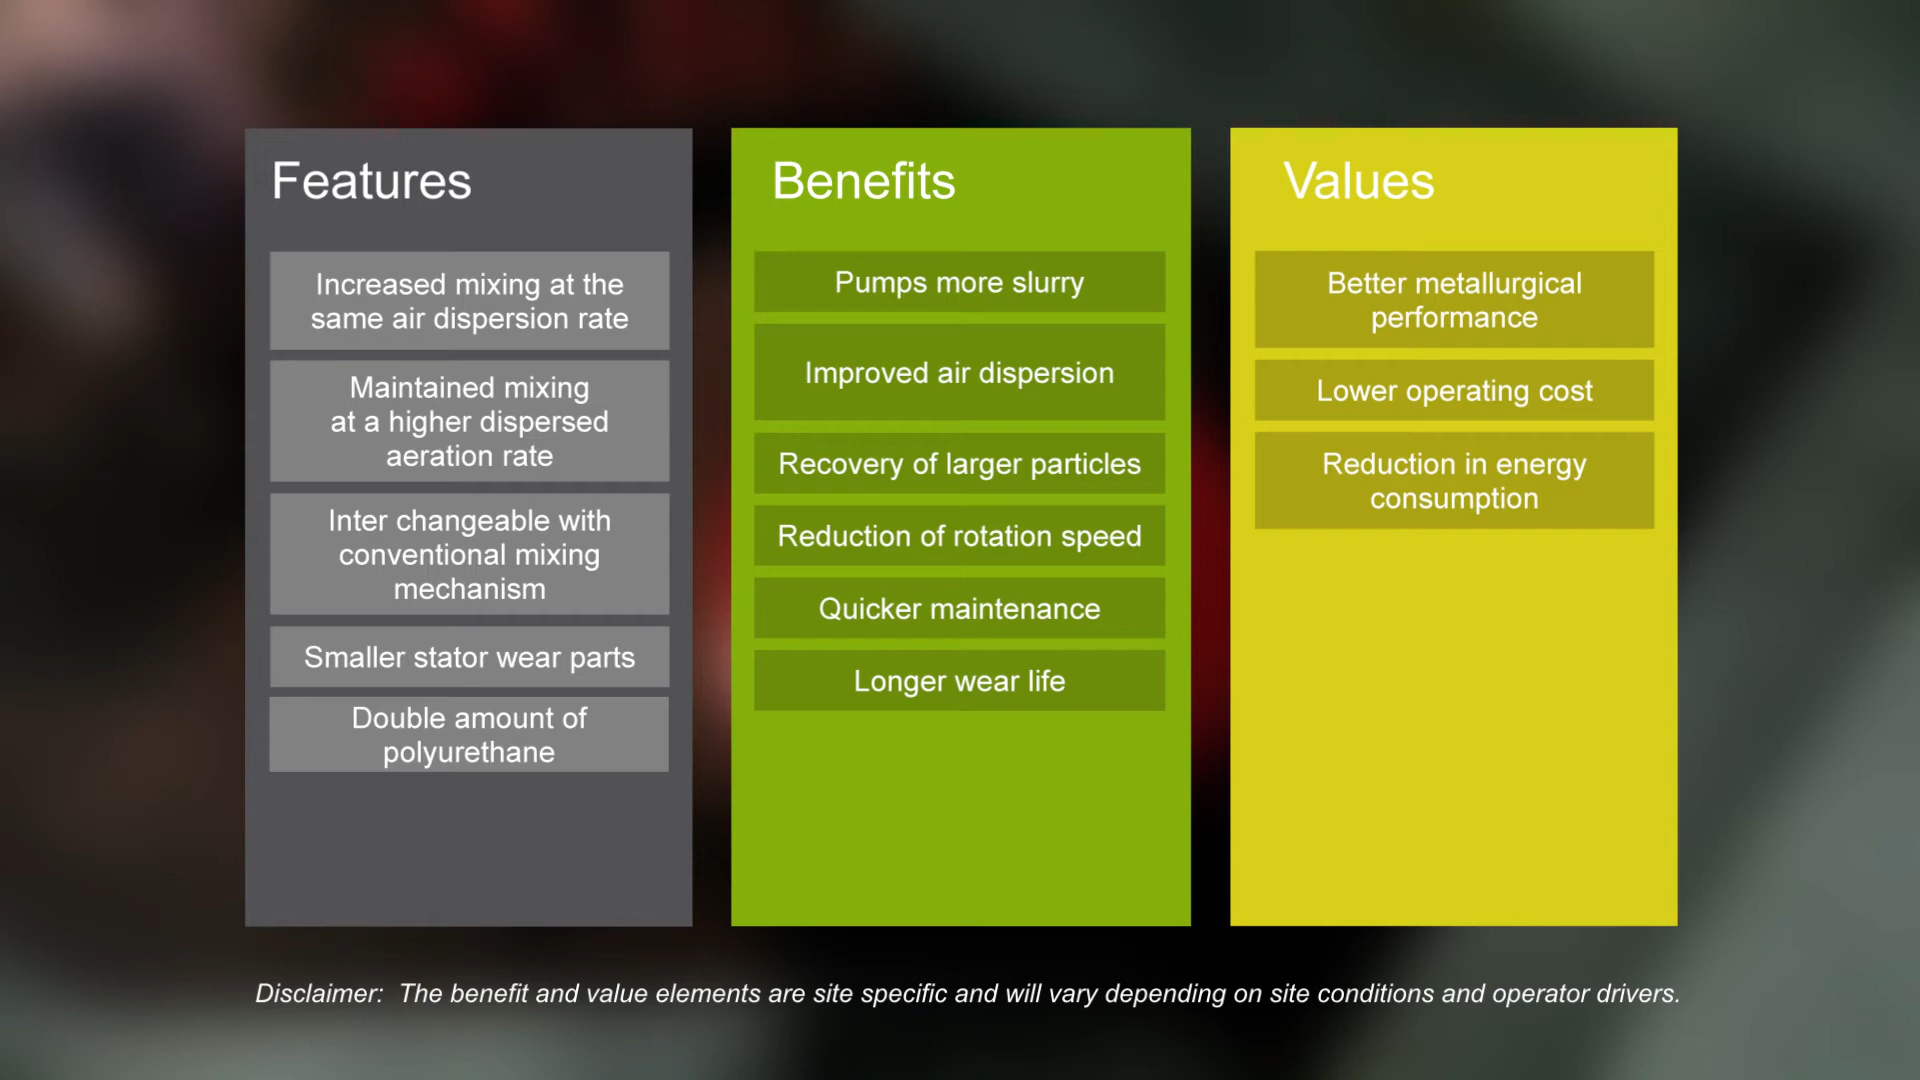 Features
Increased mixing at the
same air dispersion rate
Maintained mixing
at a higher dispersed
aeration rate
Inter changeable with
conventional mixing
mechanism
Smaller stator wear parts
Double amount of
polyurethane
Benefits
Pumps more slurry
Improved air dispersion
Recovery of larger particles
Reduction of rotation speed
Quicker maintenance
Longer wear life
Values
Better metallurgical
performance
Lower operating cost
Reduction in energy
consumption
Disclaimer: The benefit and value elements are site specific and will vary depending on site conditions and operator drivers.